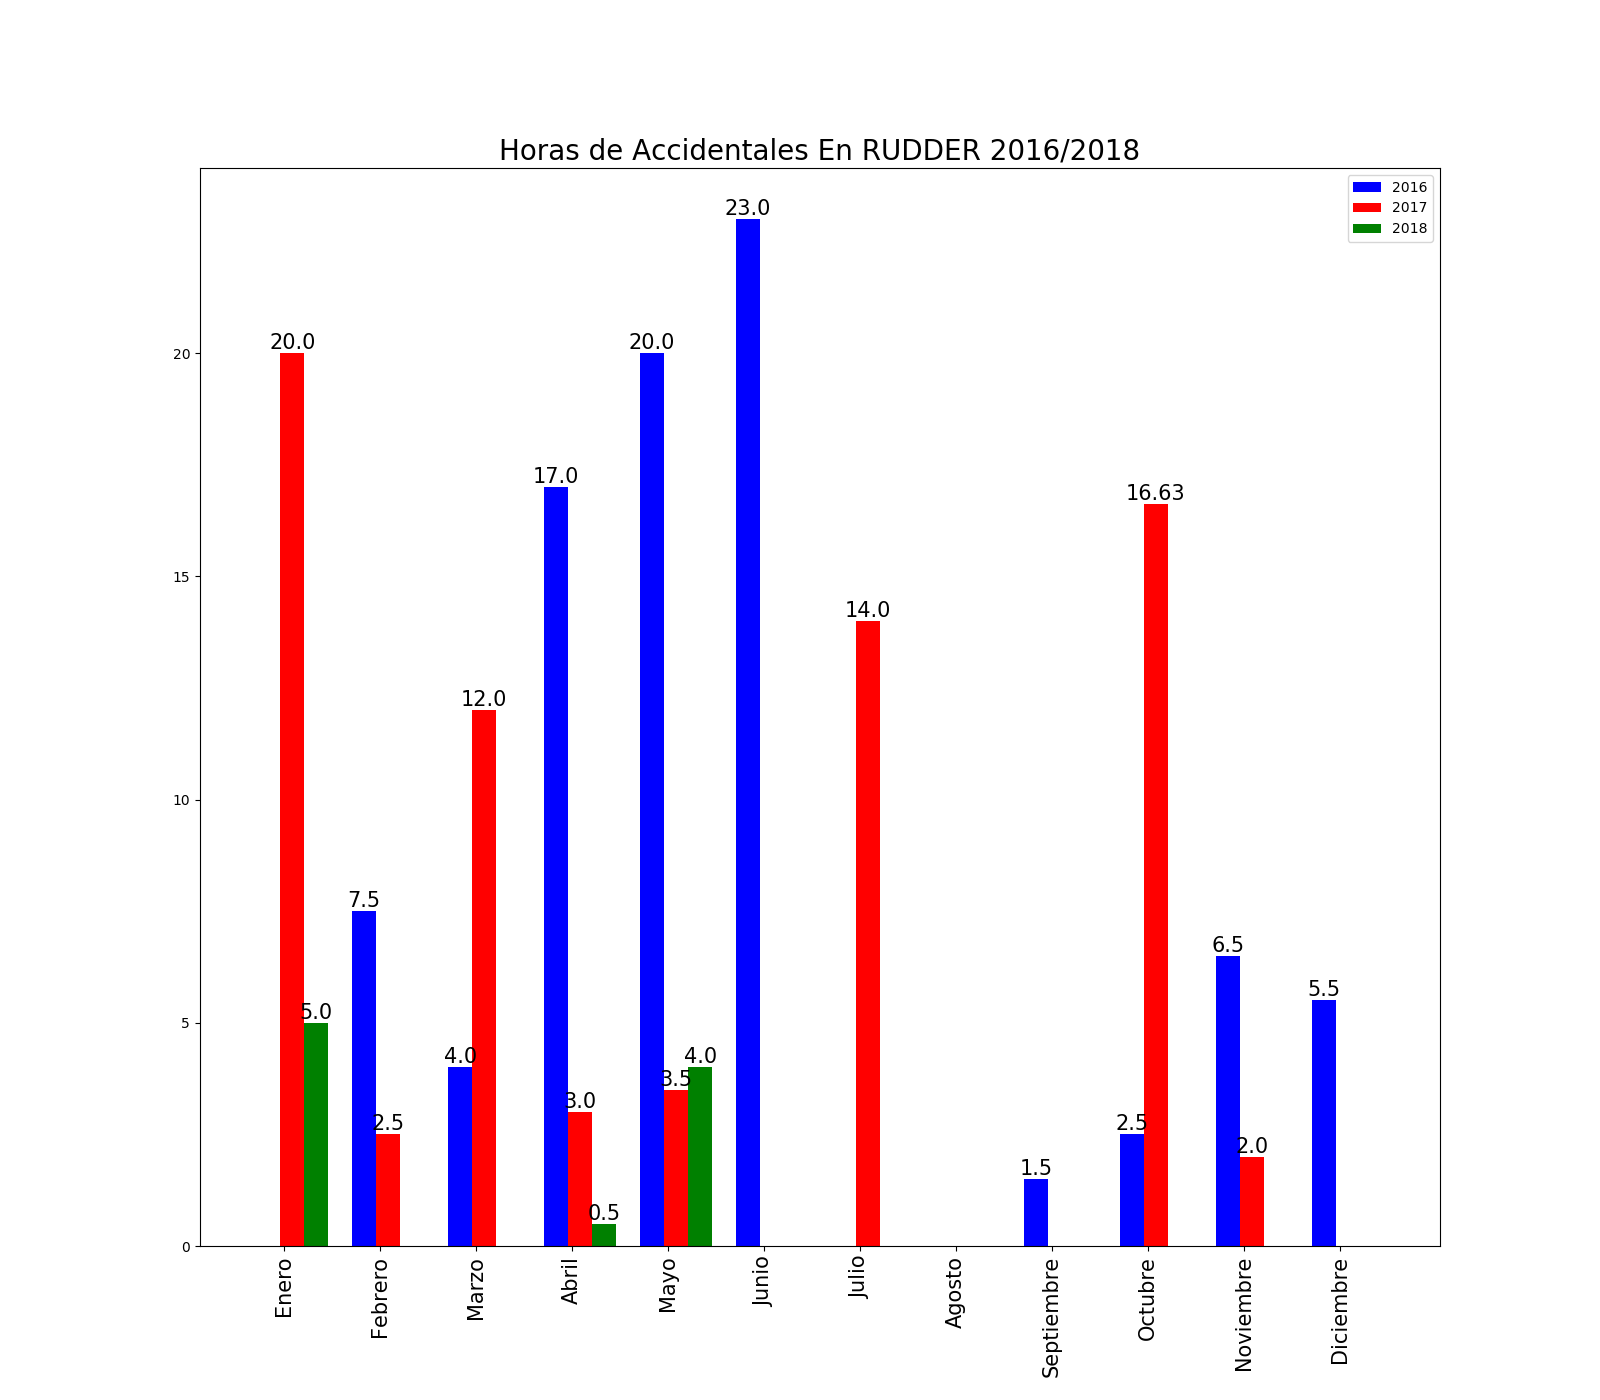 Horas de Accidentales En RUDDER 2016/2018
2016
2017
2018
23.0
20.0
20.0
20
17.0
16.63
15
14.0
12.0
10
7.5
6.5
5.5
5.0
5
4.0
4.0
3.5
3.0
2.5
2.5
2.0
1.5
0.5
0
Enero
Febrero
Marzo
Abril
Mayo
Junio
Julio
Agosto
Septiembre
Octubre
Noviembre
Diciembre